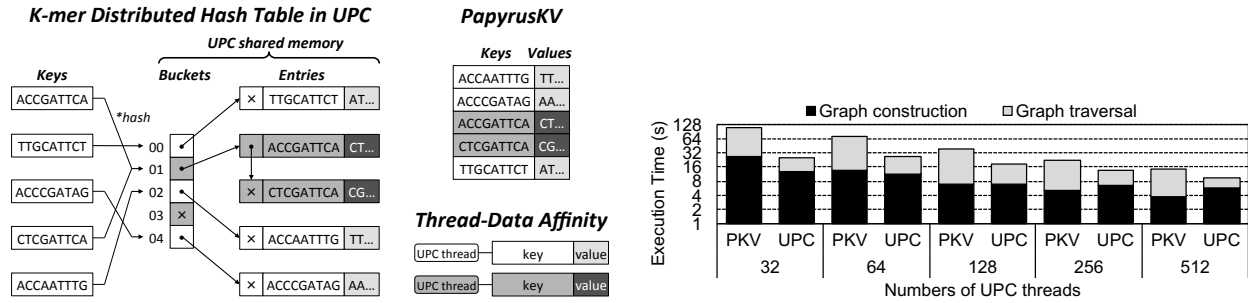 K-mer Distributed Hash Table in UPC
UPC shared memory
Keys
Buckets
Entries
ACCGATTCA
TTGCATTCT
ACCCGATAG
CTCGATTCA
ACCAATTTG
*hash
00
01
02
03
04
×
× TTGCATTCT AT...
ACCGATTCA CT...
× CTCGATTCA CG...
× ACCAATTTG TT...
× ACCCGATAG AA...
PapyrusKV
Keys Values
ACCAATTTG TT...
ACCCGATAG AA...
ACCGATTCA CT...
CTCGATTCA CG...
TTGCATTCT AT...
Thread-Data Affinity
UPC thread key value
UPC thread key value
Graph construction Graph traversal
Execution Time (s)
128
64
32
16
8
4
2
1
PKV UPC PKV UPC PKV UPC PKV UPC PKV UPC
32 64 128 256 512
Numbers of UPC threads